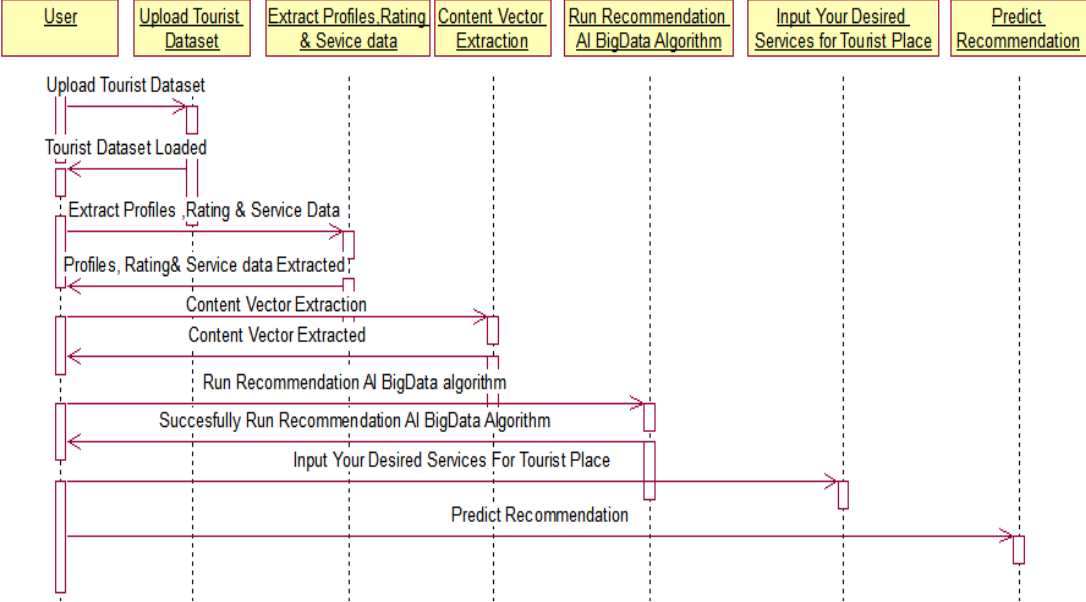 User
Upload Tourist
Dataset
Extract Profiles,Rating
& Sevice data
Content Vector
Extraction
Run Recommendation
AI BigData Algorithm
Input Your Desired
Services for Tourist Place
Predict
Recommendation
Upload Tourist Dataset
Tourist Dataset Loaded
Extract Profiles ,Rating & Service Data
Profiles, Rating& Service data Extracted
Content Vector Extraction
Content Vector Extracted
Run Recommendation AI BigData algorithm
Succesfully Run Recommendation AI BigData Algorithm
Input Your Desired Services For Tourist Place
Predict Recommendation